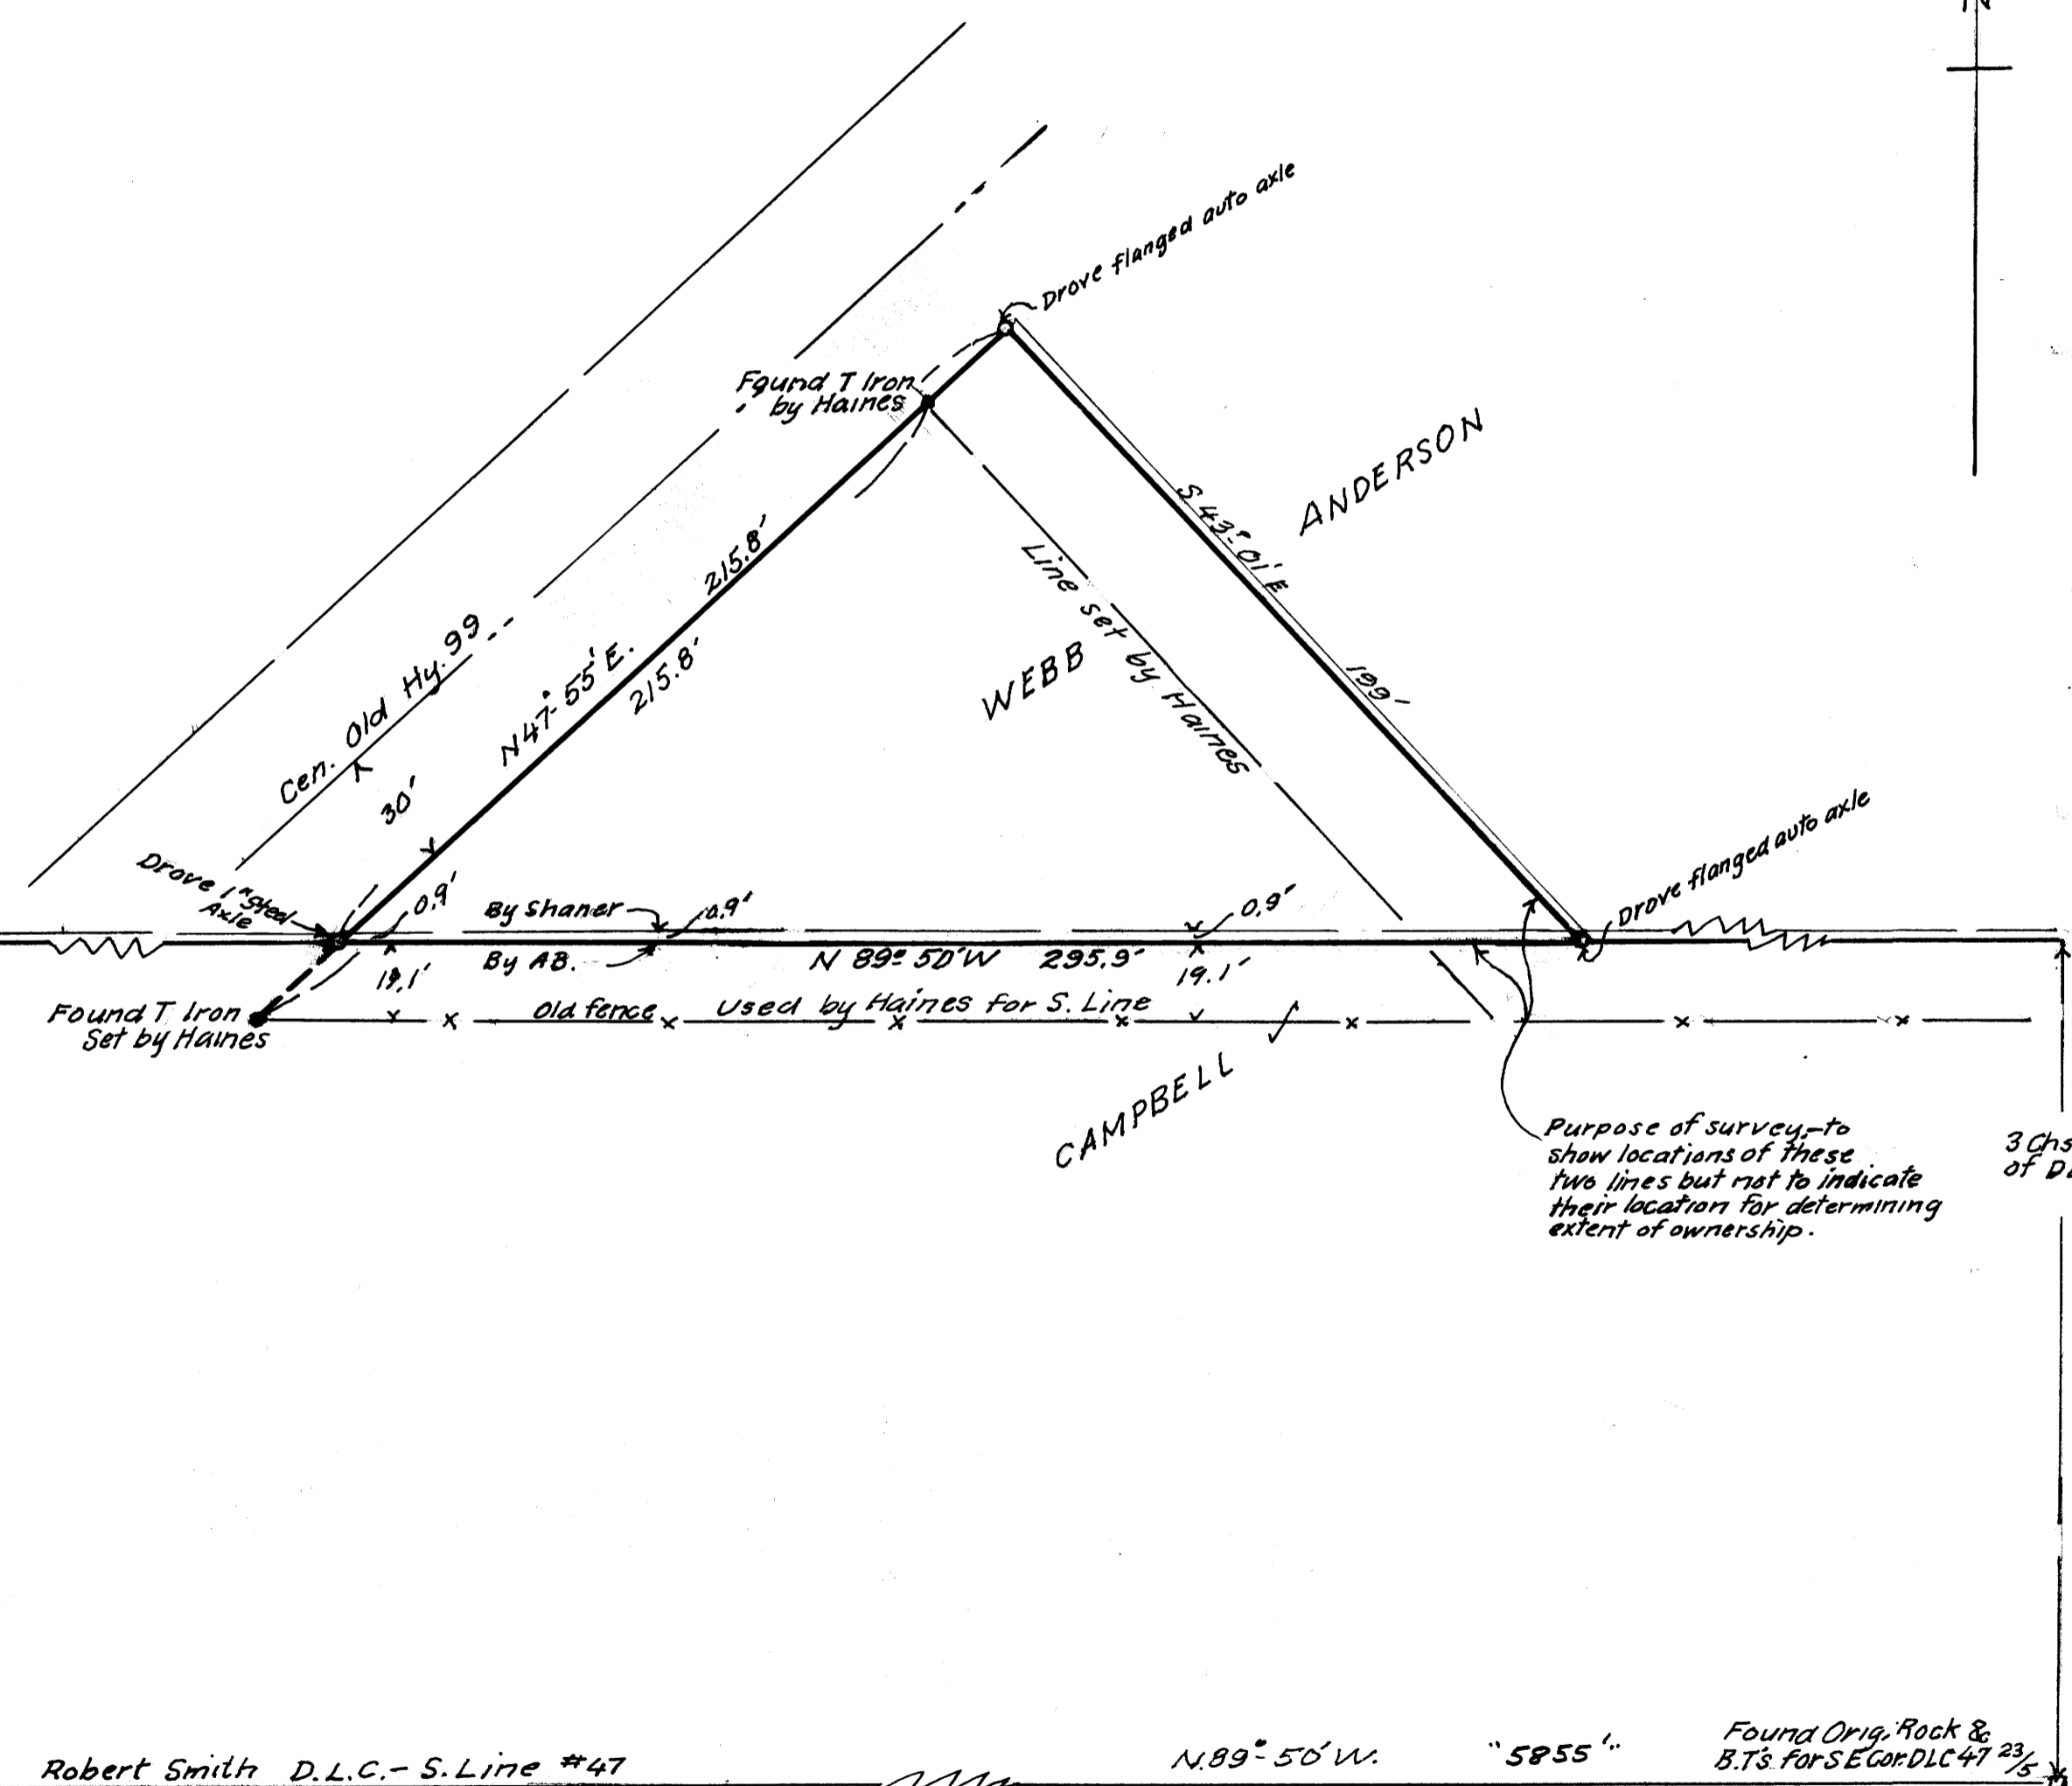 N
Drove flanged auto axle
Found T Iron
by Haines
ANDERSON
S 43°-01' E
199'
215.8'
Line set by Haines
Cen. Old Hy. 99
N 47°-55' E.
215.8'
WEBB
30'
Drove flanged auto axle
Drove 1" Steel
Axle
0.9'
By Shaner
0.9'
0.9'
By AB.
N 89° 50' W 295.9'
19.1'
19.1'
Found T Iron
Set by Haines
Old fence Used by Haines for S. Line
CAMPBELL
Purpose of survey,-to
show locations of these
two lines but not to indicate
their location for determining
extent of ownership.
3 Chs
of D
Robert Smith D.L.C.- S. Line #47
N.89°-50' W. "5855'"
Found Orig. Rock &
B.T's for S E Cor. DLC 47 23/5